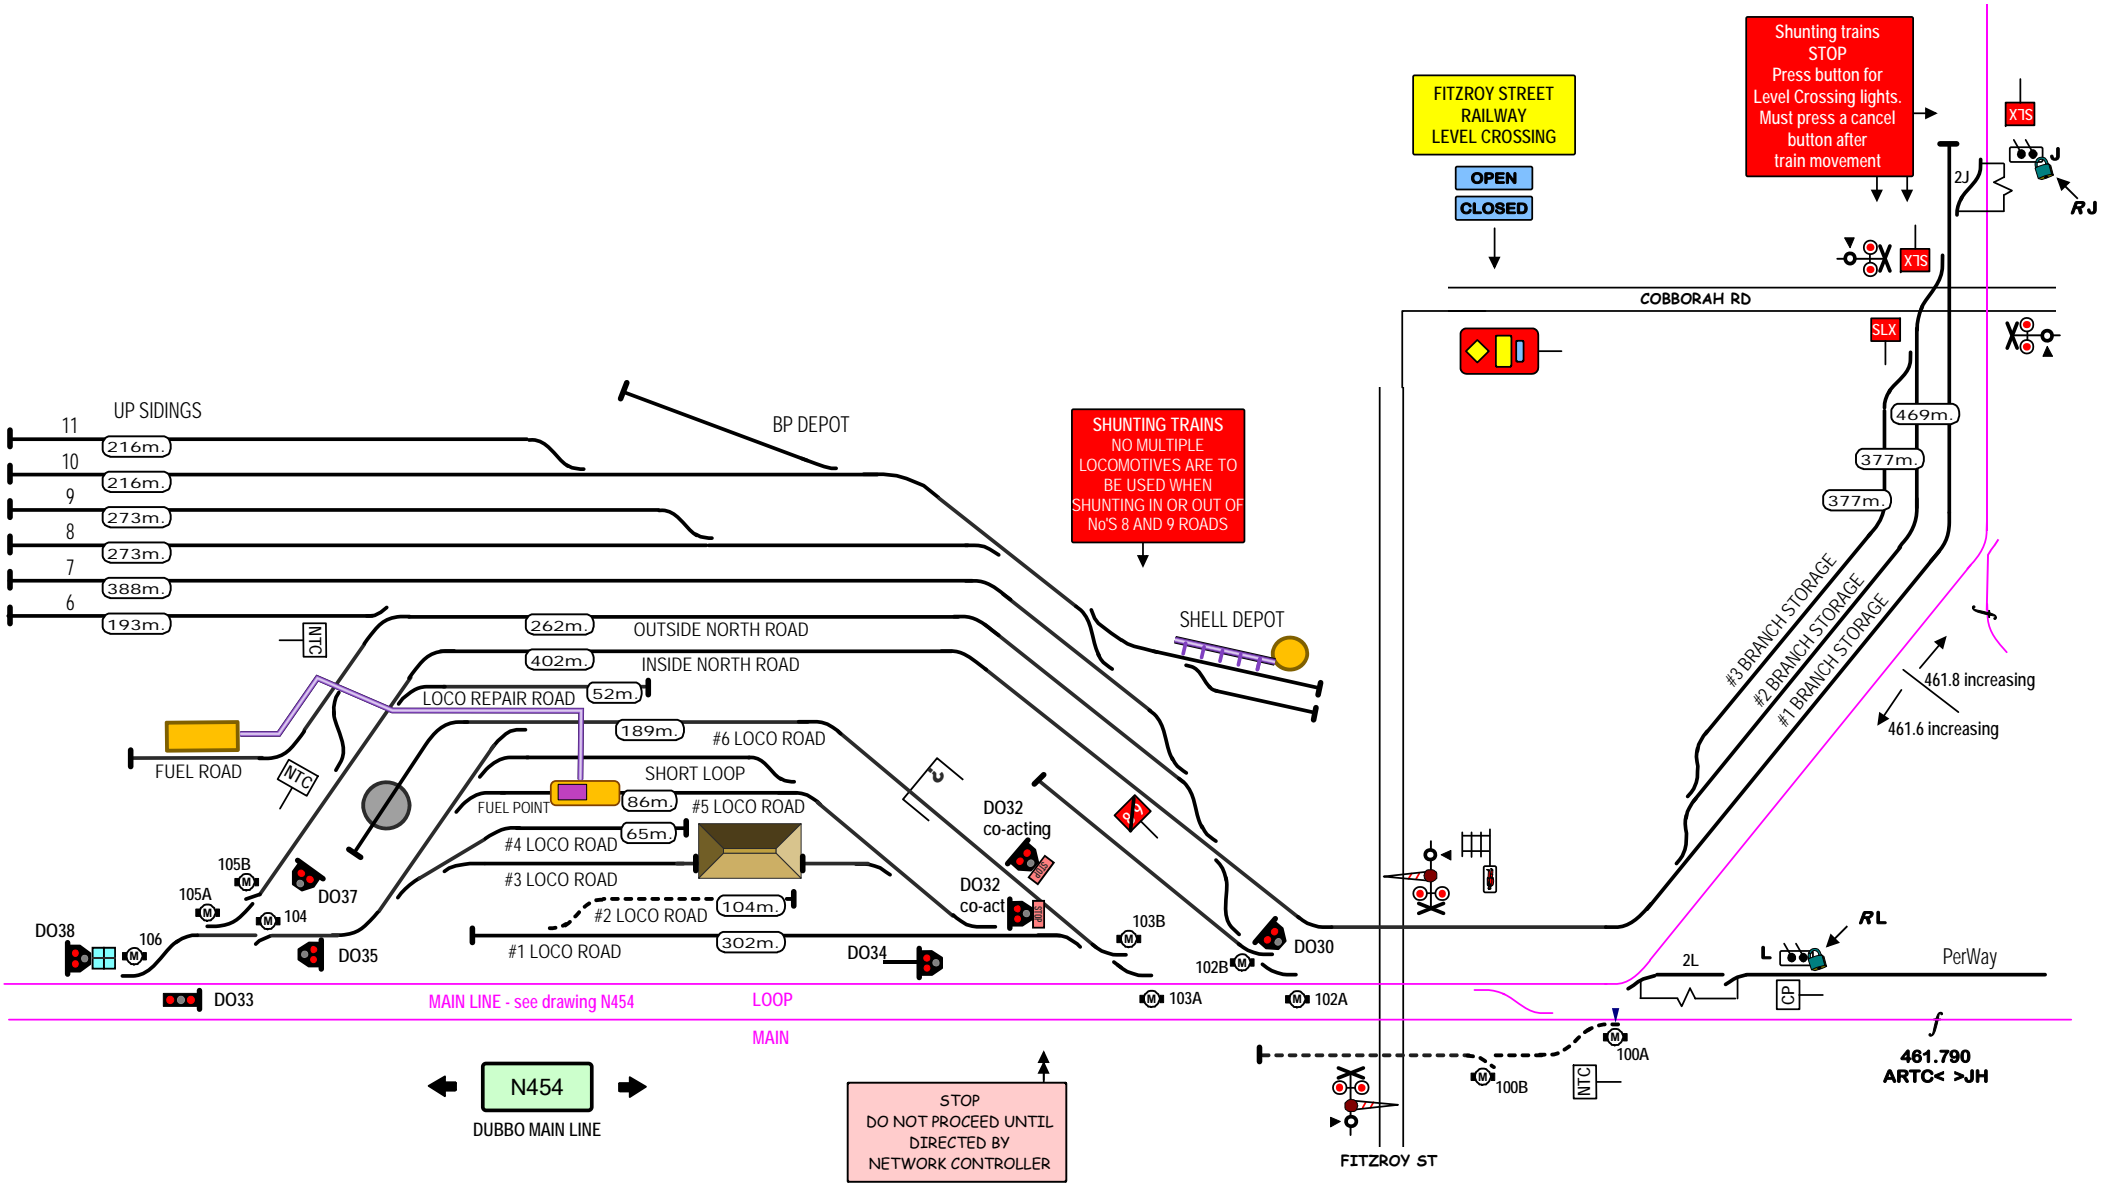 Shunting trains
STOP
Press button for
Level Crossing lights.
Must press a cancel
button after
train movement
SLX
J
2J
RJ
FITZROY STREET
RAILWAY
LEVEL CROSSING
OPEN
CLOSED
SLX
COBBORAH RD
SLX
UP SIDINGS
BP DEPOT
11
216m.
10
216m.
9
273m.
8
273m.
7
388m.
6
193m.
SHUNTING TRAINS
NO MULTIPLE
LOCOMOTIVES ARE TO
BE USED WHEN
SHUNTING IN OR OUT OF
No'S 8 AND 9 ROADS
469m.
377m.
377m.
#3 BRANCH STORAGE
#2 BRANCH STORAGE
#1 BRANCH STORAGE
SHELL DEPOT
NTC
262m.
OUTSIDE NORTH ROAD
402m.
INSIDE NORTH ROAD
LOCO REPAIR ROAD
52m.
189m.
#6 LOCO ROAD
461.8 increasing
461.6 increasing
FUEL ROAD
NTC
SHORT LOOP
FUEL POINT
86m.
#5 LOCO ROAD
65m.
#4 LOCO ROAD
#3 LOCO ROAD
104m.
#2 LOCO ROAD
302m.
#1 LOCO ROAD
DO32
co-acting
STOP
DO32
co-act
STOP
105B
M
105A
M
DO37
104
M
DO38
106
M
DO35
DO34
103B
M
102B
M
DO30
DO33
MAIN LINE - see drawing N454
LOOP
M
103A
M
102A
MAIN
L
RL
2L
PerWay
CP
M
100A
M
100B
NTC
461.790
ARTC< >JH
N454
DUBBO MAIN LINE
STOP
DO NOT PROCEED UNTIL
DIRECTED BY
NETWORK CONTROLLER
FITZROY ST